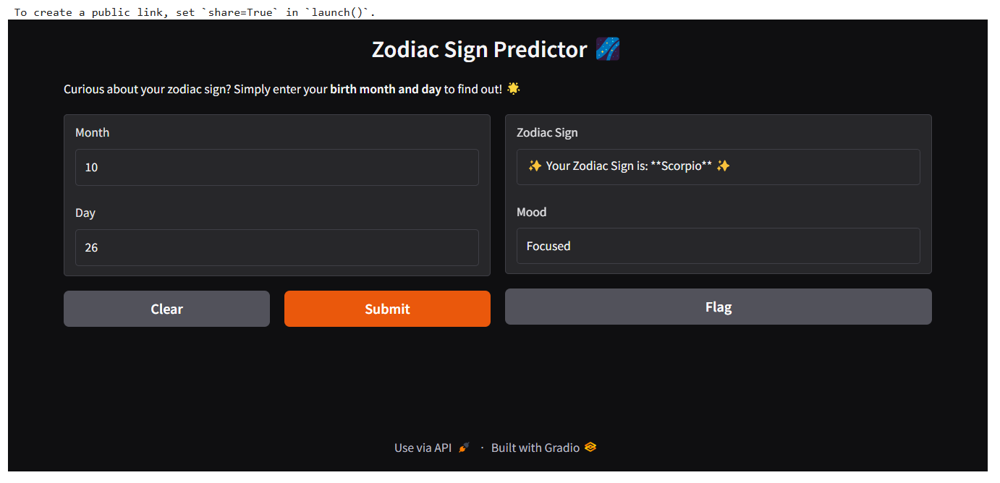 To create a public link, set `share=True` in `launch()`.
Zodiac Sign Predictor 🌌
Curious about your zodiac sign? Simply enter your birth month and day to find out! 🌟
Month
10
Day
26
Clear
Submit
Zodiac Sign
✨ Your Zodiac Sign is: **Scorpio** ✨
Mood
Focused
Flag
Use via API 🚀 · Built with Gradio